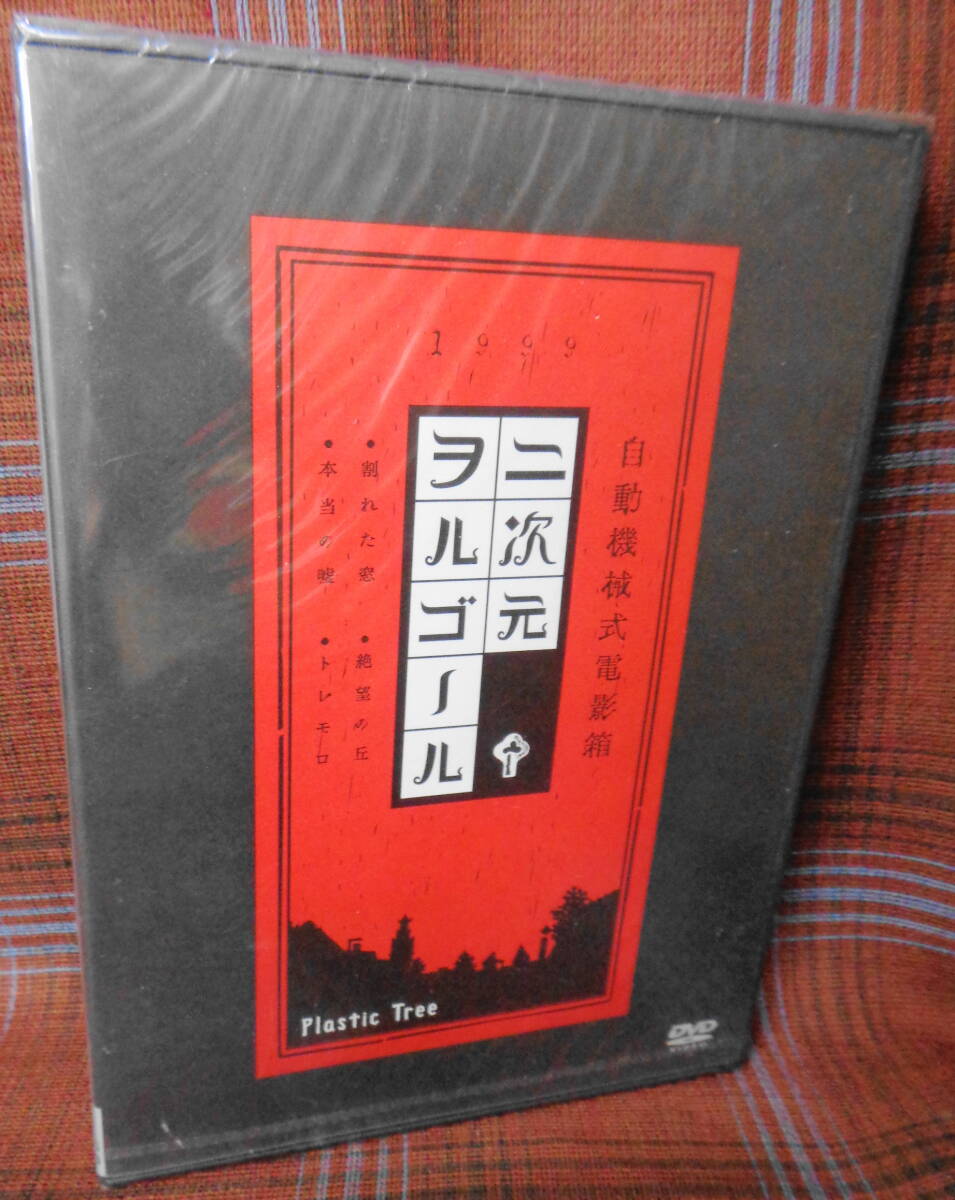 1999
自動機械式電影箱
二次元
ヲルゴール
●割れた窓
●絶望の丘
●本当の嘘
●トレモロ
Plastic Tree
DVD
VIDEO